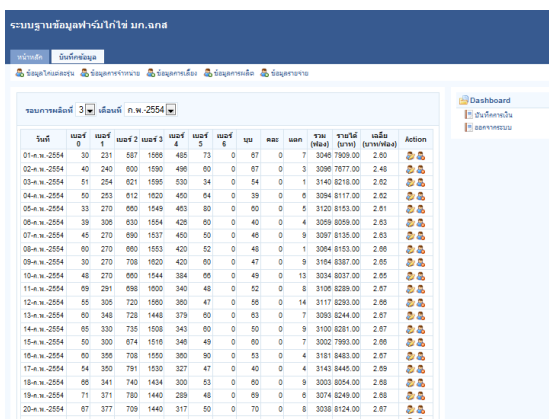 ระบบฐานข้อมูลฟาร์มไก่ไข่ มก.ฉกส
หน้าหลัก บันทึกข้อมูล
ข้อมูลไก่แต่ละรุ่น ข้อมูลการจำหน่าย ข้อมูลการเลี้ยง ข้อมูลการผลิต ข้อมูลรายจ่าย
รอบการผลิตที่ 3 เดือนที่ ก.พ.-2554
Dashboard
บันทึกการเงิน
ออกจากระบบ
วันที่ เบอร์ 0 เบอร์ 1 เบอร์ 2 เบอร์ 3 เบอร์ 4 เบอร์ 5 เบอร์ 6 บุบ คละ แตก รวม (ฟอง) รายได้ (บาท) เฉลี่ย (บาท/ฟอง) Action
01-ก.พ.-2554 30 231 587 1566 485 73 0 67 0 7 3046 7909.00 2.60
02-ก.พ.-2554 40 240 600 1590 496 60 0 67 0 3 3096 7677.00 2.48
03-ก.พ.-2554 51 254 621 1595 530 34 0 54 0 1 3140 8218.00 2.62
04-ก.พ.-2554 50 253 612 1620 450 64 0 39 0 6 3094 8117.00 2.62
05-ก.พ.-2554 33 270 660 1549 463 80 0 60 0 5 3120 8153.00 2.61
06-ก.พ.-2554 39 306 630 1554 426 60 0 40 0 4 3059 8059.00 2.63
07-ก.พ.-2554 45 270 690 1537 450 50 0 46 0 9 3097 8135.00 2.63
08-ก.พ.-2554 60 270 660 1553 420 52 0 48 0 1 3064 8153.00 2.66
09-ก.พ.-2554 30 270 708 1620 420 60 0 47 0 9 3164 8387.00 2.65
10-ก.พ.-2554 48 270 660 1544 384 66 0 49 0 13 3034 8037.00 2.65
11-ก.พ.-2554 69 291 698 1600 340 48 0 52 0 8 3106 8289.00 2.67
12-ก.พ.-2554 55 305 720 1560 360 47 0 56 0 14 3117 8293.00 2.66
13-ก.พ.-2554 60 348 728 1448 379 60 0 63 0 7 3093 8244.00 2.67
14-ก.พ.-2554 65 330 735 1508 343 60 0 50 0 9 3100 8281.00 2.67
15-ก.พ.-2554 50 300 674 1516 346 49 0 60 0 7 3002 7993.00 2.66
16-ก.พ.-2554 60 356 708 1550 360 90 0 53 0 4 3181 8483.00 2.67
17-ก.พ.-2554 54 350 791 1530 327 47 0 40 0 4 3143 8445.00 2.69
18-ก.พ.-2554 66 341 740 1434 300 53 0 60 0 9 3003 8054.00 2.68
19-ก.พ.-2554 71 371 780 1440 289 48 0 69 0 6 3074 8249.00 2.68
20-ก.พ.-2554 67 377 709 1440 317 50 0 70 0 8 3038 8124.00 2.67